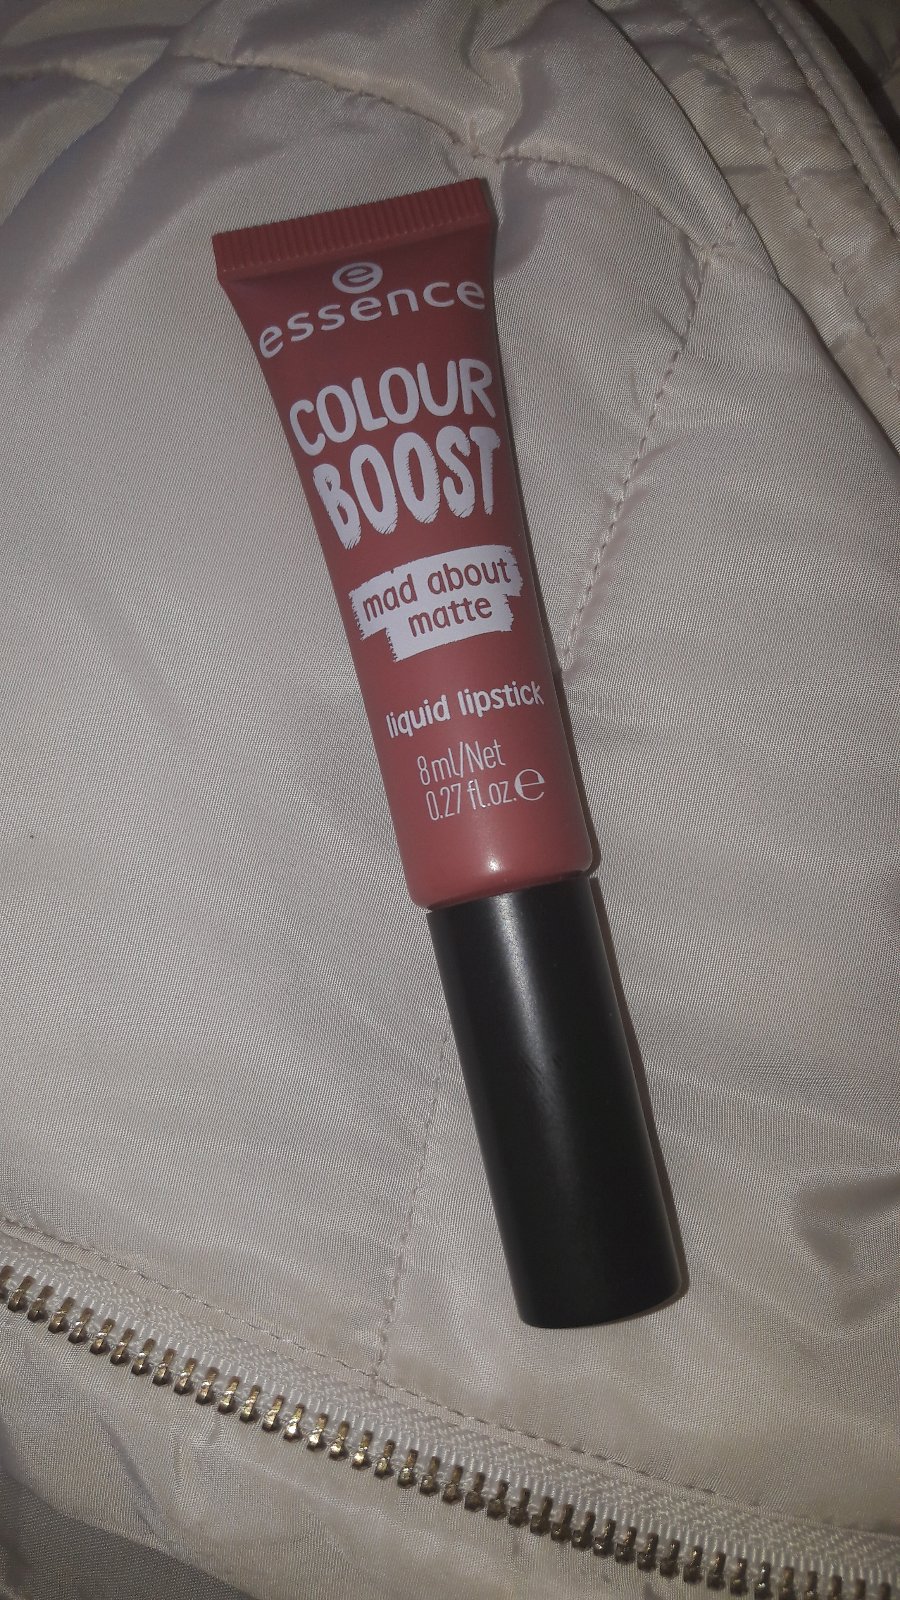 e
essence
COLOUR
BOOST
mad about
matte
liquid lipstick
8 ml/Net
0.27 fl.oz.℮